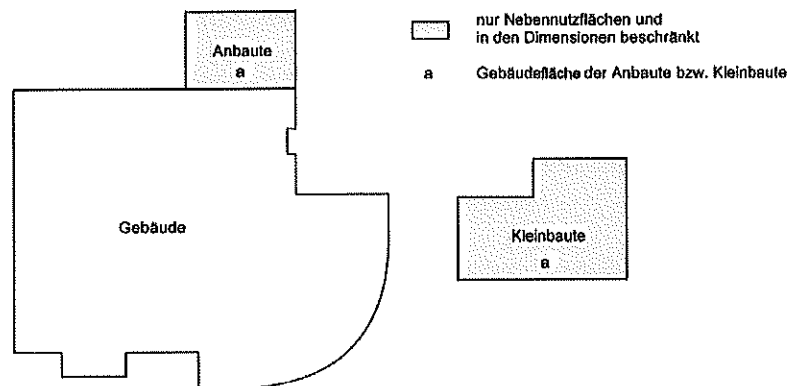 Anbaute
a
nur Nebennutzflächen und
in den Dimensionen beschränkt
a Gebäudefläche der Anbaute bzw. Kleinbaute
Gebäude
Kleinbaute
a